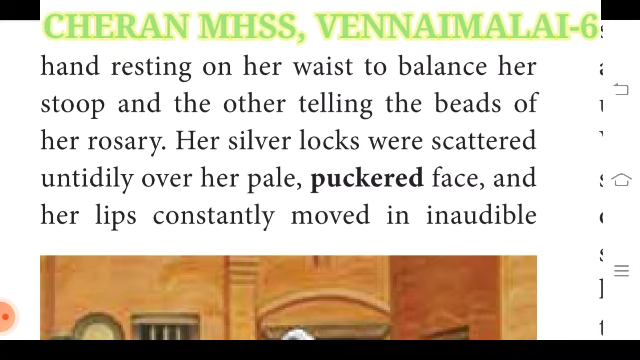 CHERAN MHSS, VENNAIMALAI-6
hand resting on her waist to balance her
stoop and the other telling the beads of
her rosary. Her silver locks were scattered
untidily over her pale, puckered face, and
her lips constantly moved in inaudible